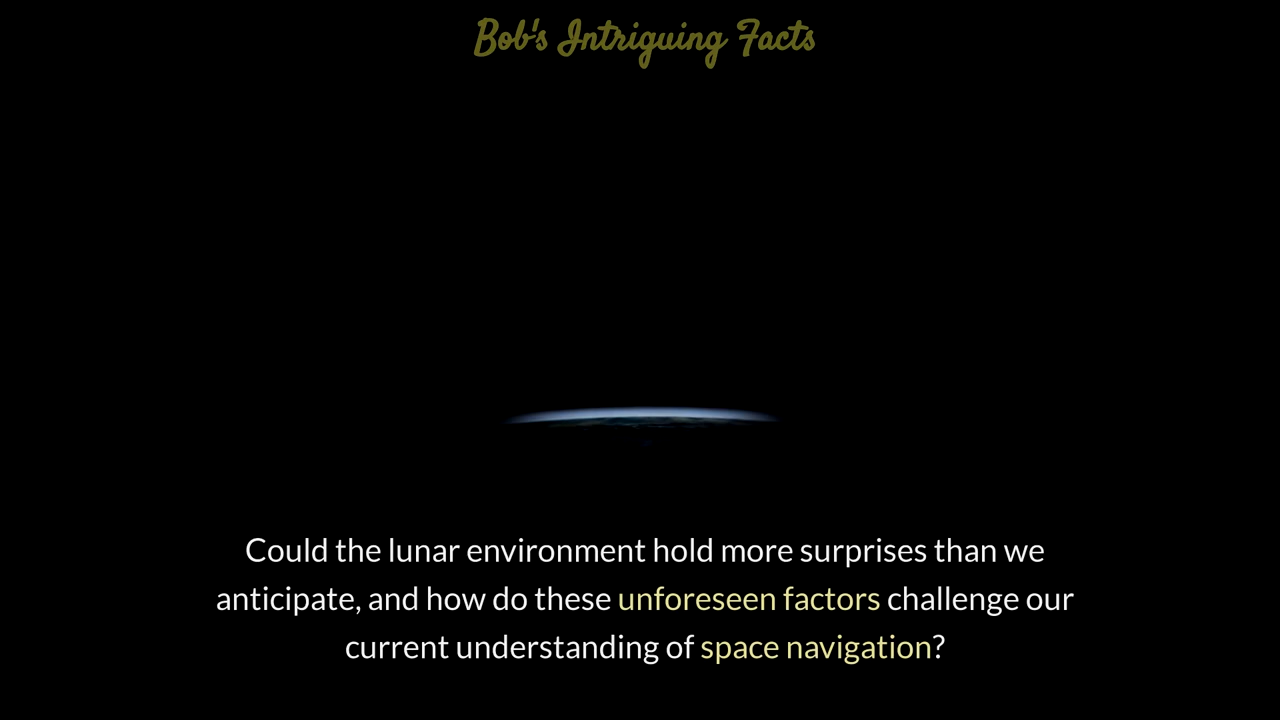 Bob's Intriguing Facts
Could the lunar environment hold more surprises than we
anticipate, and how do these unforeseen factors challenge our
current understanding of space navigation?